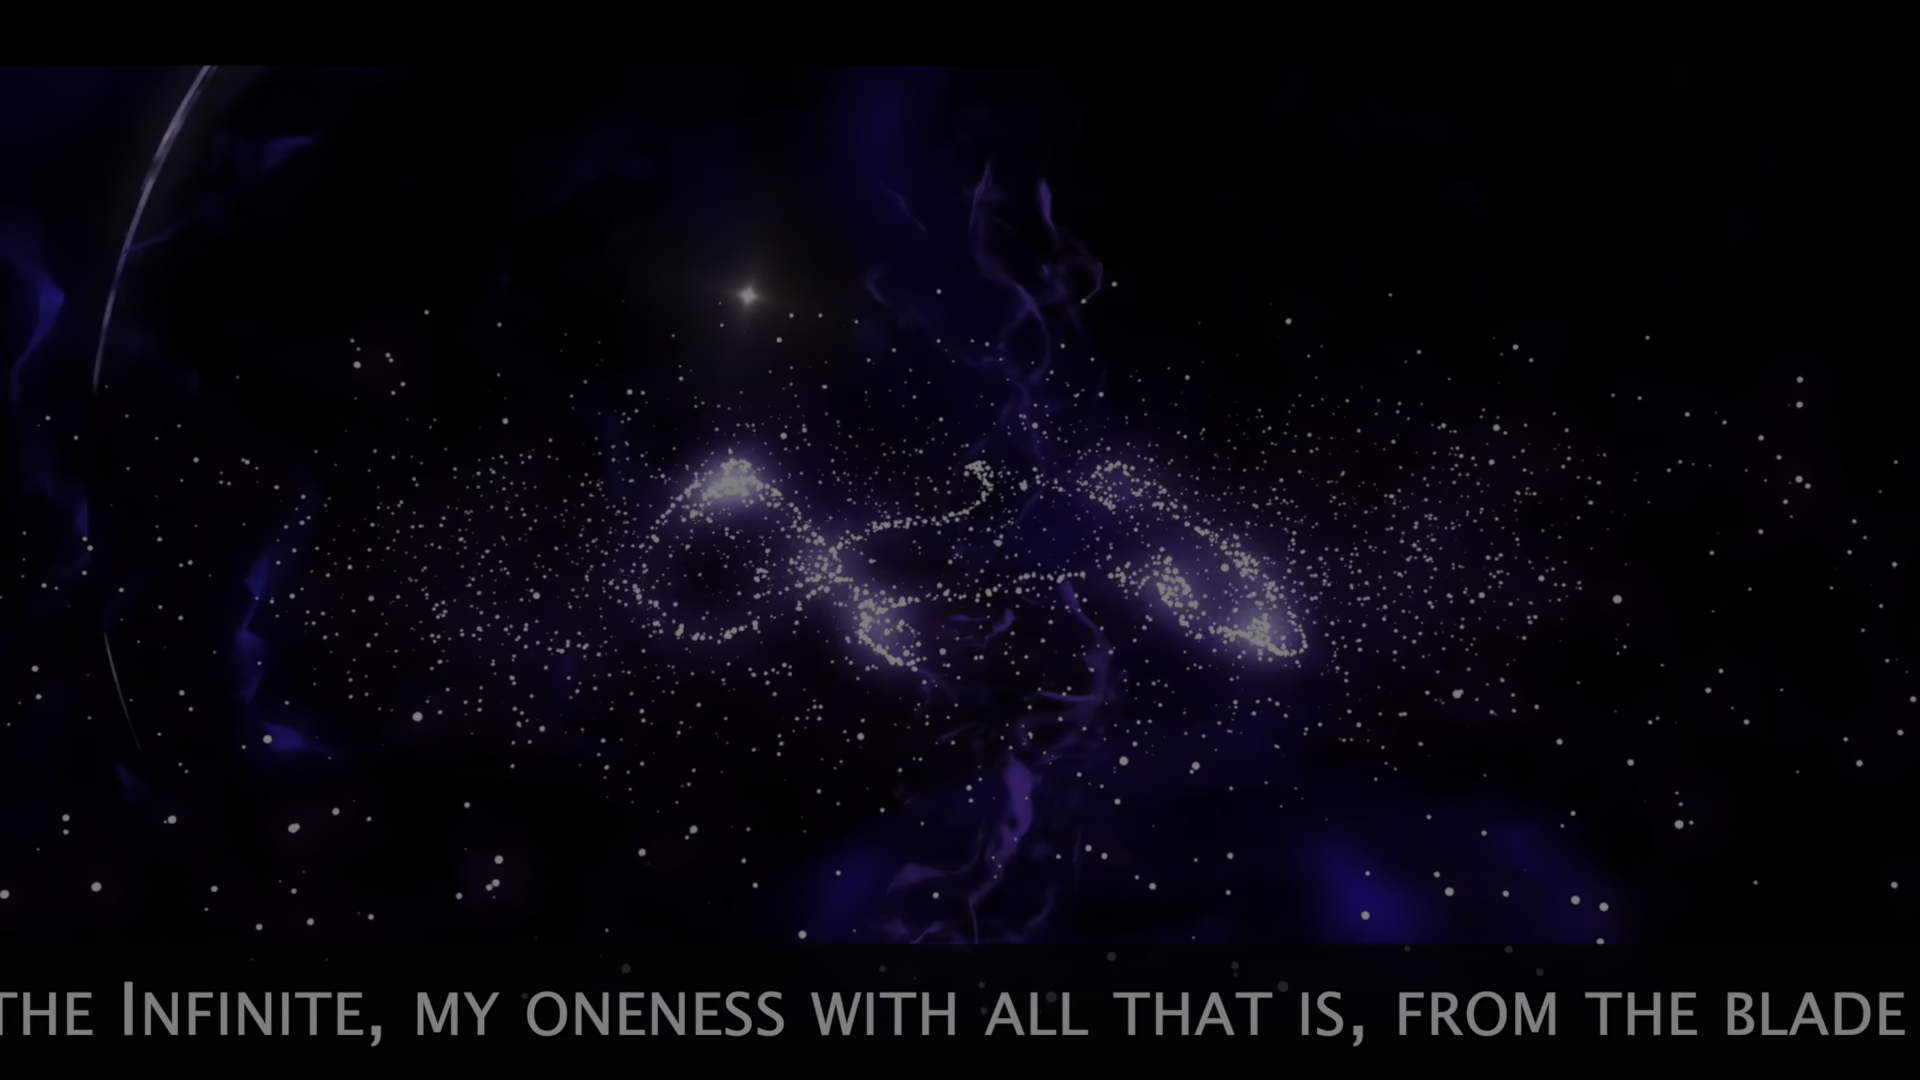 THE INFINITE, MY ONENESS WITH ALL THAT IS, FROM THE BLADE